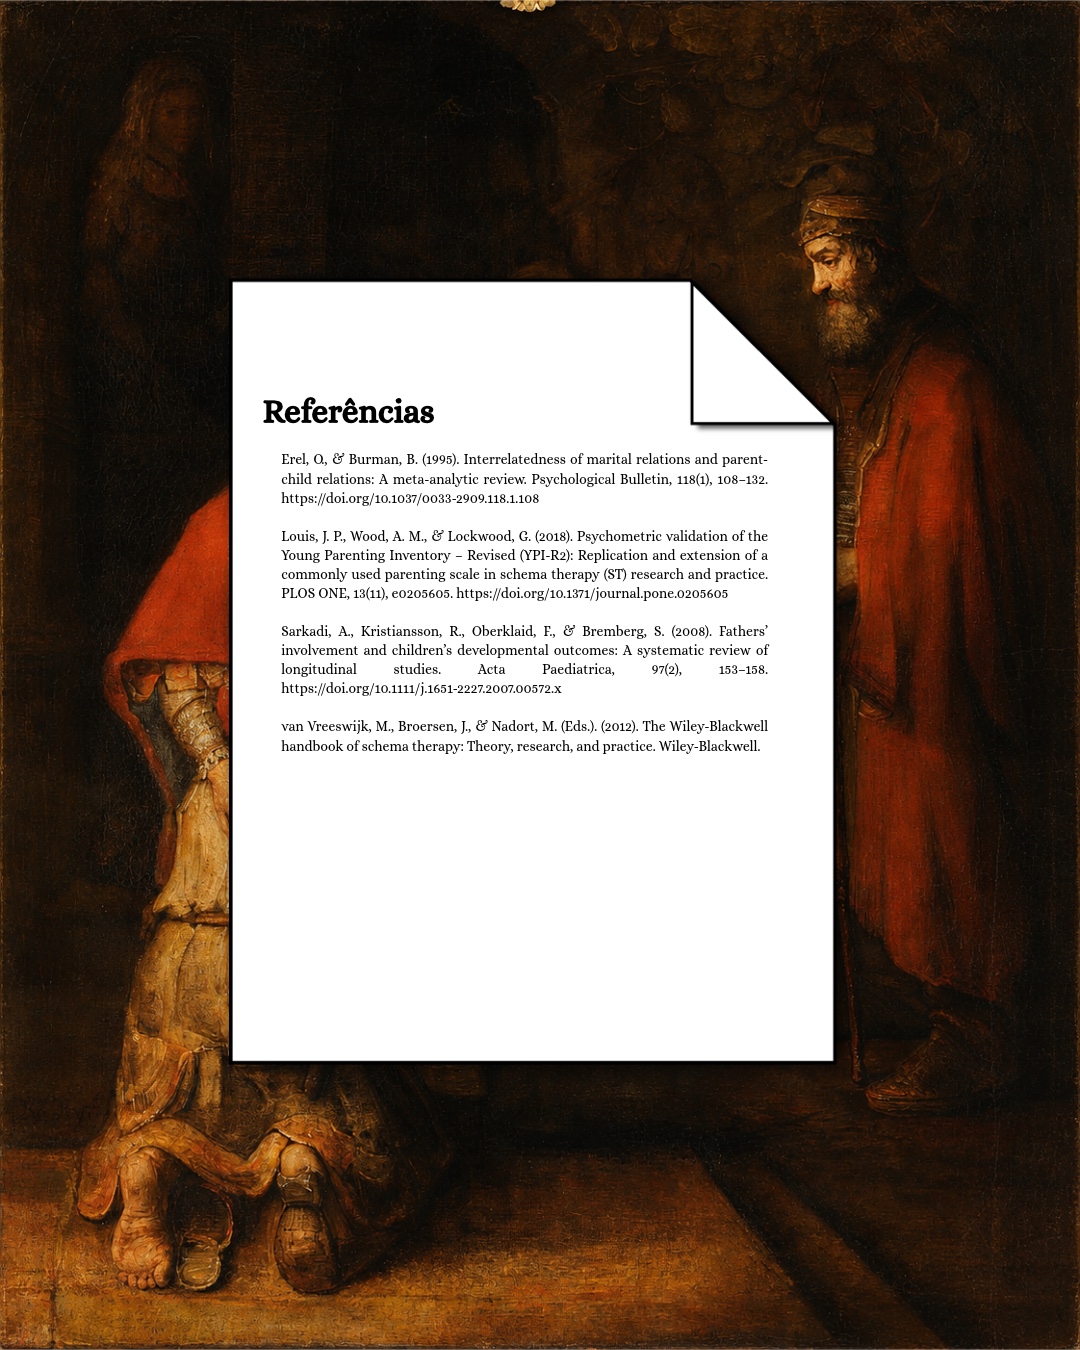 Referências
Erel, O., & Burman, B. (1995). Interrelatedness of marital relations and parent-
child relations: A meta-analytic review. Psychological Bulletin, 118(1), 108–132.
https://doi.org/10.1037/0033-2909.118.1.108
Louis, J. P., Wood, A. M., & Lockwood, G. (2018). Psychometric validation of the
Young Parenting Inventory – Revised (YPI-R2): Replication and extension of a
commonly used parenting scale in schema therapy (ST) research and practice.
PLOS ONE, 13(11), e0205605. https://doi.org/10.1371/journal.pone.0205605
Sarkadi, A., Kristiansson, R., Oberklaid, F., & Bremberg, S. (2008). Fathers’
involvement and children’s developmental outcomes: A systematic review of
longitudinal studies. Acta Paediatrica, 97(2), 153–158.
https://doi.org/10.1111/j.1651-2227.2007.00572.x
van Vreeswijk, M., Broersen, J., & Nadort, M. (Eds.). (2012). The Wiley-Blackwell
handbook of schema therapy: Theory, research, and practice. Wiley-Blackwell.